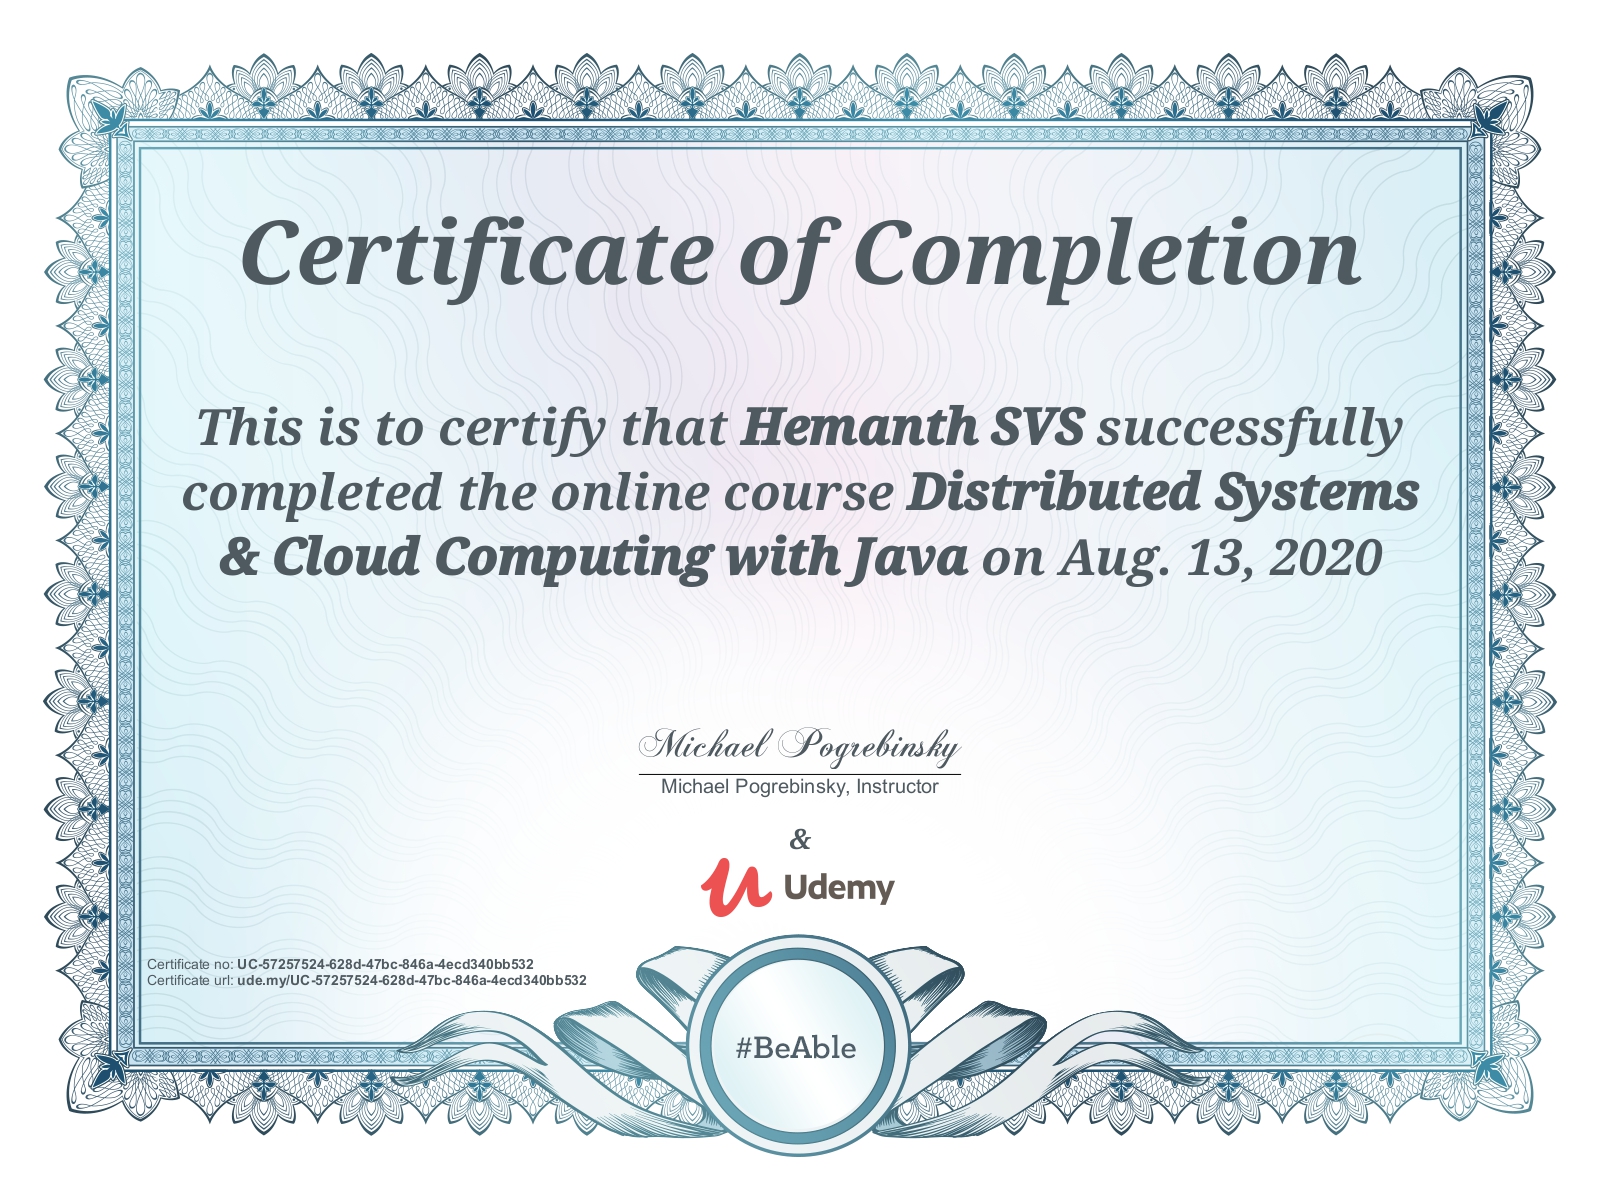 Certificate of Completion
This is to certify that Hemanth SVS successfully
completed the online course Distributed Systems
& Cloud Computing with Java on Aug. 13, 2020
Michael Pogrebinsky
Michael Pogrebinsky, Instructor
&
Udemy
Certificate no: UC-57257524-628d-47bc-846a-4ecd340bb532
Certificate url: ude.my/UC-57257524-628d-47bc-846a-4ecd340bb532
#BeAble